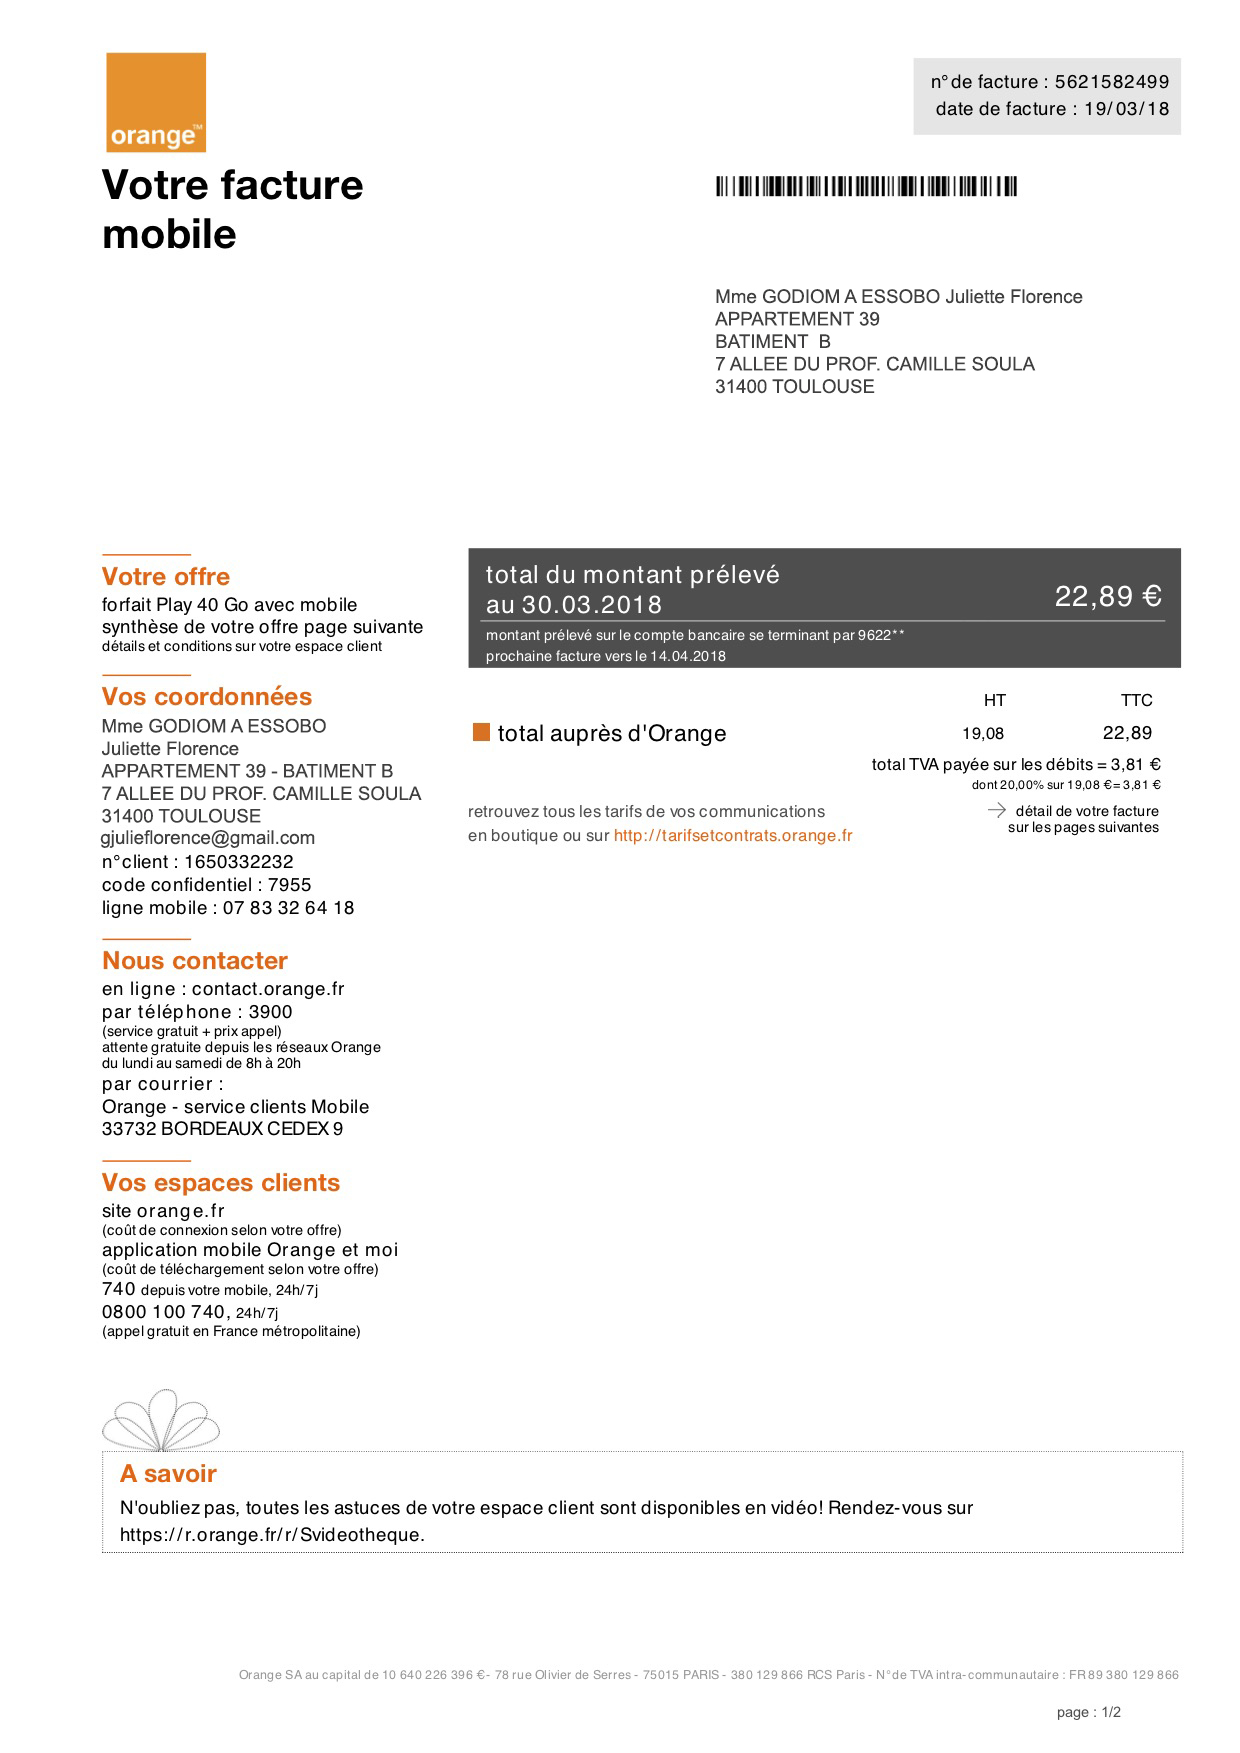 orange™
n° de facture : 5621582499
date de facture : 19/03/18
Votre facture
mobile
Mme GODIOM A ESSOBO Juliette Florence
APPARTEMENT 39
BATIMENT B
7 ALLEE DU PROF. CAMILLE SOULA
31400 TOULOUSE
Votre offre
forfait Play 40 Go avec mobile
synthèse de votre offre page suivante
détails et conditions sur votre espace client
Vos coordonnées
Mme GODIOM A ESSOBO
Juliette Florence
APPARTEMENT 39 - BATIMENT B
7 ALLEE DU PROF. CAMILLE SOULA
31400 TOULOUSE
gjulieflorence@gmail.com
n° client : 1650332232
code confidentiel : 7955
ligne mobile : 07 83 32 64 18
Nous contacter
en ligne : contact.orange.fr
par téléphone : 3900
(service gratuit + prix appel)
attente gratuite depuis les réseaux Orange
du lundi au samedi de 8h à 20h
par courrier :
Orange - service clients Mobile
33732 BORDEAUX CEDEX 9
Vos espaces clients
site orange.fr
(coût de connexion selon votre offre)
application mobile Orange et moi
(coût de téléchargement selon votre offre)
740 depuis votre mobile, 24h/7j
0800 100 740, 24h/7j
(appel gratuit en France métropolitaine)
total du montant prélevé
au 30.03.2018
22,89 €
montant prélevé sur le compte bancaire se terminant par 9622**
prochaine facture vers le 14.04.2018
HT TTC
total auprès d'Orange 19,08 22,89
total TVA payée sur les débits = 3,81 €
dont 20,00% sur 19,08 € = 3,81 €
retrouvez tous les tarifs de vos communications
en boutique ou sur http://tarifsetcontrats.orange.fr
détail de votre facture
sur les pages suivantes
A savoir
N'oubliez pas, toutes les astuces de votre espace client sont disponibles en vidéo! Rendez-vous sur
https://r.orange.fr/r/Svideotheque.
Orange SA au capital de 10 640 226 396 € - 78 rue Olivier de Serres - 75015 PARIS - 380 129 866 RCS Paris - N° de TVA intra-communautaire : FR 89 380 129 866
page : 1/2